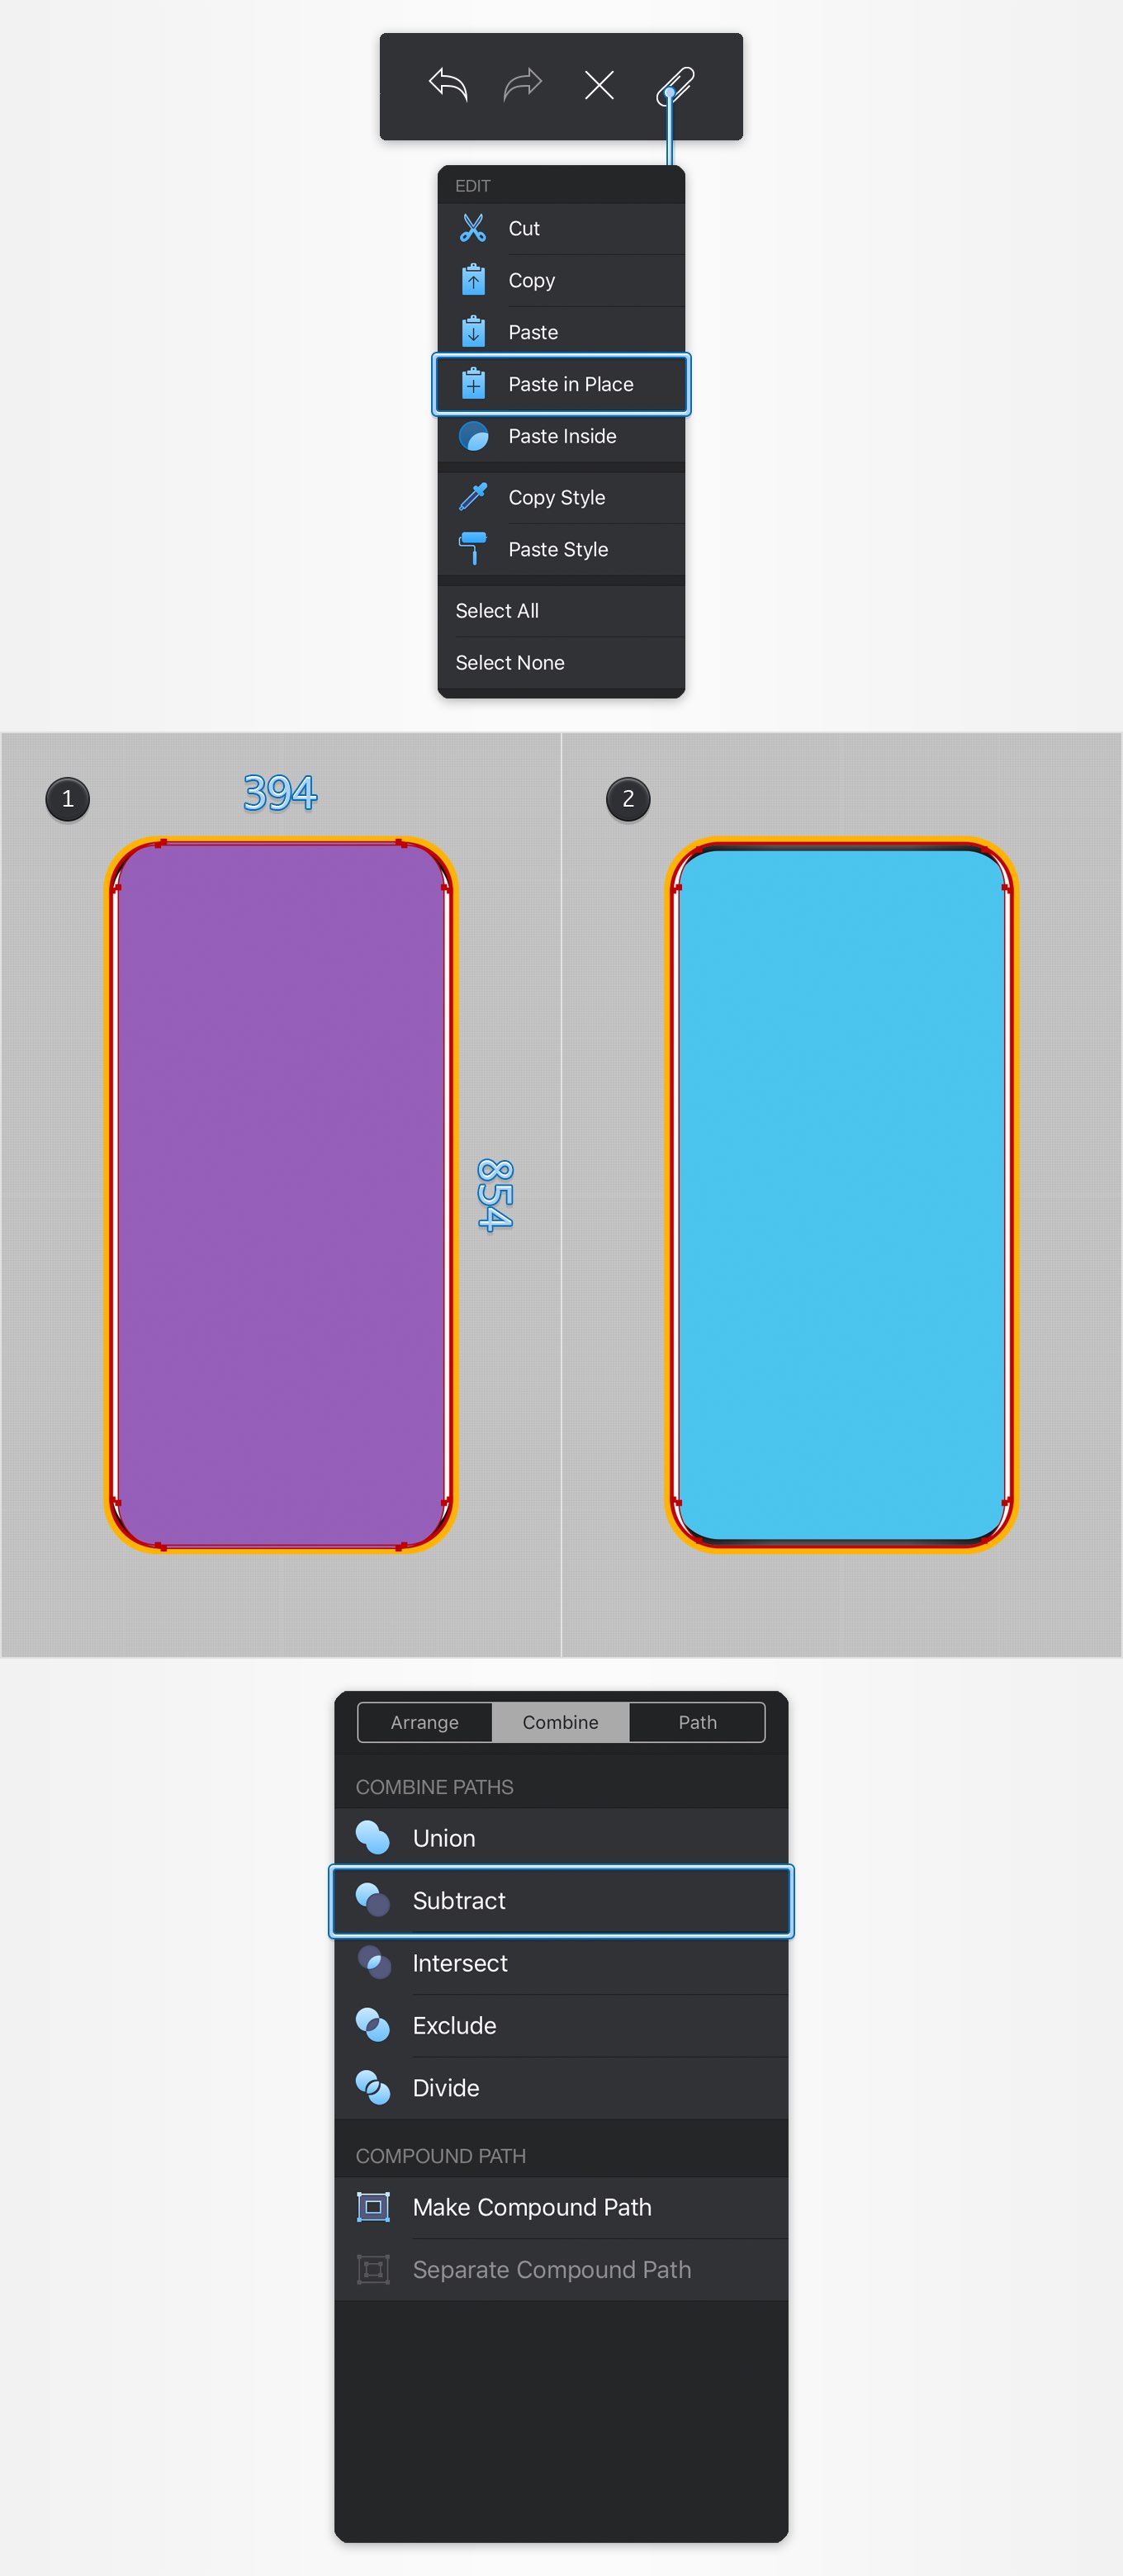 EDIT
Cut
Copy
Paste
Paste in Place
Paste Inside
Copy Style
Paste Style
Select All
Select None
1
394
2
854
Arrange Combine Path
COMBINE PATHS
Union
Subtract
Intersect
Exclude
Divide
COMPOUND PATH
Make Compound Path
Separate Compound Path